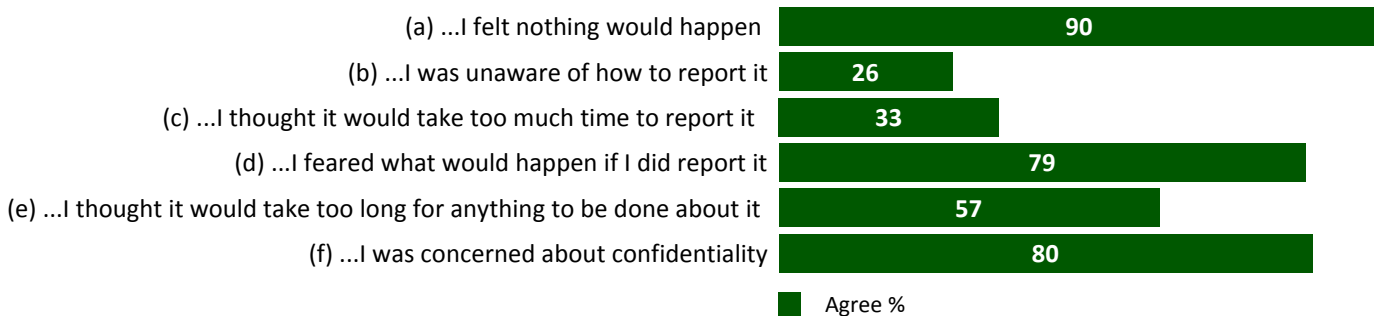 (a) ...I felt nothing would happen 90
(b) ...I was unaware of how to report it 26
(c) ...I thought it would take too much time to report it 33
(d) ...I feared what would happen if I did report it 79
(e) ...I thought it would take too long for anything to be done about it 57
(f) ...I was concerned about confidentiality 80
Agree %